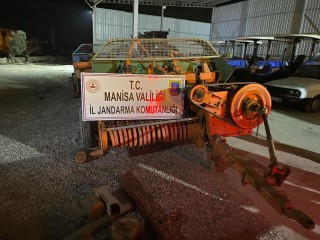 T.C.
MANİSA VALİLİĞİ
İL JANDARMA KOMUTANLIĞI